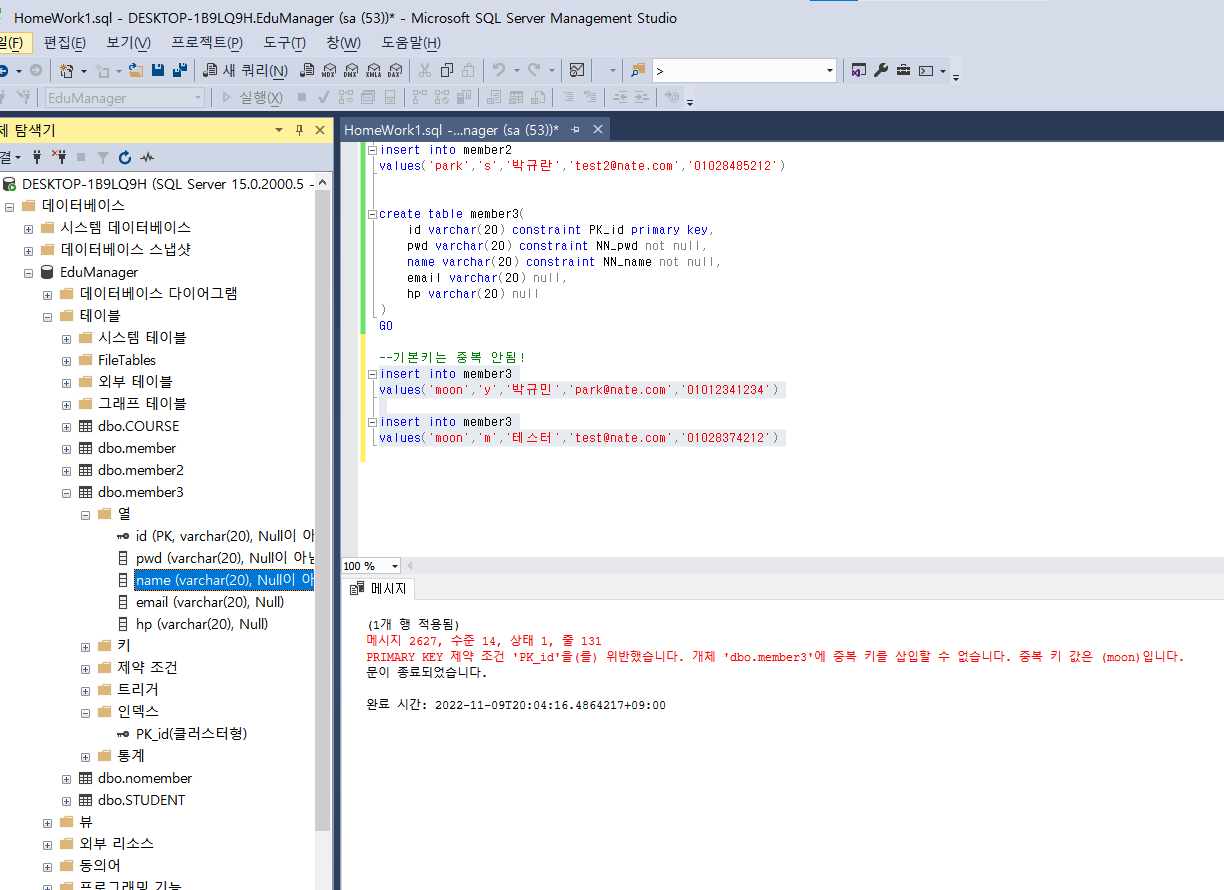 HomeWork1.sql - DESKTOP-1B9LQ9H.EduManager (sa (53))* - Microsoft SQL Server Management Studio
일(F) 편집(E) 보기(V) 프로젝트(P) 도구(T) 창(W) 도움말(H)
새 쿼리(N) MDX DMX XMLA DAX >
EduManager 실행(X)
체 탐색기
HomeWork1.sql -...nager (sa (53))*
결
DESKTOP-1B9LQ9H (SQL Server 15.0.2000.5 -
데이터베이스
시스템 데이터베이스
데이터베이스 스냅샷
EduManager
데이터베이스 다이어그램
테이블
시스템 테이블
FileTables
외부 테이블
그래프 테이블
dbo.COURSE
dbo.member
dbo.member2
dbo.member3
열
id (PK, varchar(20), Null이 아
pwd (varchar(20), Null이 아님
name (varchar(20), Null이 아
email (varchar(20), Null)
hp (varchar(20), Null)
키
제약 조건
트리거
인덱스
PK_id(클러스터형)
통계
dbo.nomember
dbo.STUDENT
뷰
외부 리소스
동의어
프로그래밍 기능
insert into member2
values('park','s','박규란','test2@nate.com','01028485212')
create table member3(
id varchar(20) constraint PK_id primary key,
pwd varchar(20) constraint NN_pwd not null,
name varchar(20) constraint NN_name not null,
email varchar(20) null,
hp varchar(20) null
)
GO
--기본키는 중복 안됨!
insert into member3
values('moon','y','박규민','park@nate.com','01012341234')
insert into member3
values('moon','m','테스터','test@nate.com','01028374212')
100 %
메시지
(1개 행 적용됨)
메시지 2627, 수준 14, 상태 1, 줄 131
PRIMARY KEY 제약 조건 'PK_id'을(를) 위반했습니다. 개체 'dbo.member3'에 중복 키를 삽입할 수 없습니다. 중복 키 값은 (moon)입니다.
문이 종료되었습니다.
완료 시간: 2022-11-09T20:04:16.4864217+09:00